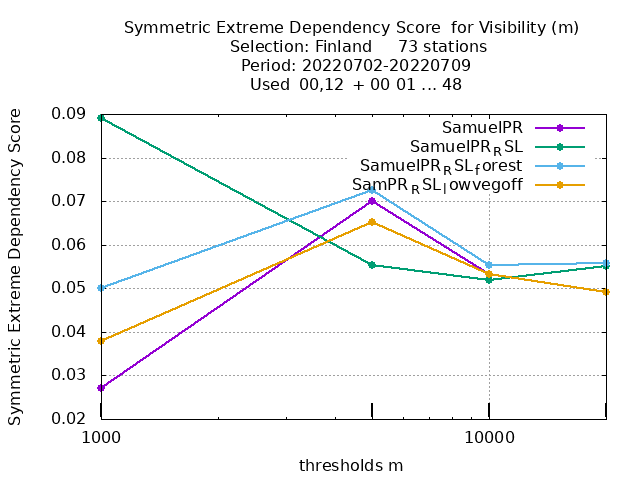 Symmetric Extreme Dependency Score  for Visibility (m)
Selection: Finland     73 stations
Period: 20220702-20220709
Used  00,12  + 00 01 ... 48
Symmetric Extreme Dependency Score
0.09
0.08
0.07
0.06
0.05
0.04
0.03
0.02
SamuelPR
SamuelPR_RSL
SamuelPR_RSL_forest
SamPR_RSL_lowvegoff
1000
10000
thresholds m